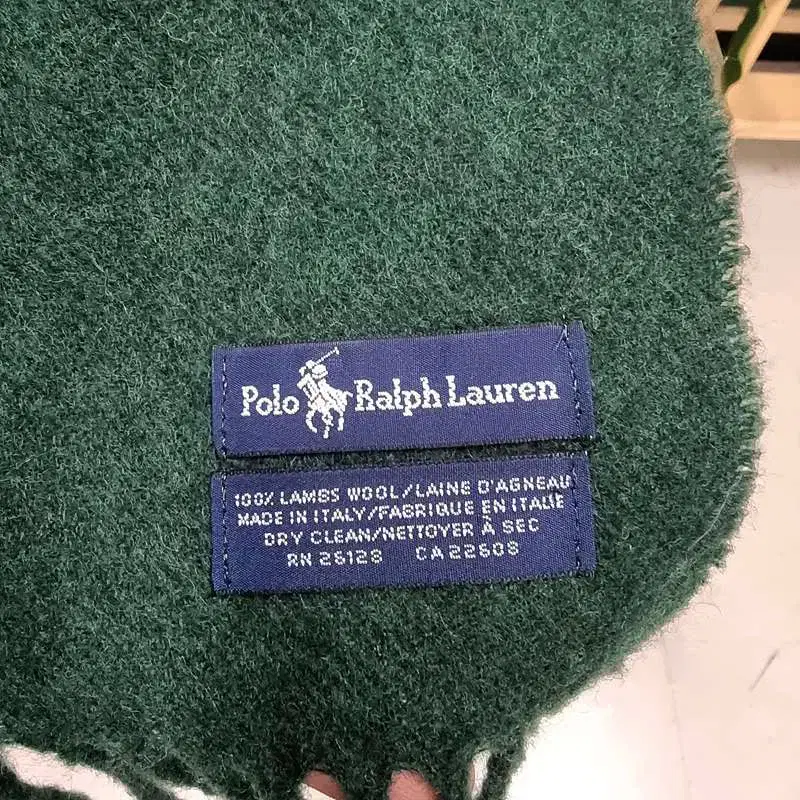 Polo Ralph Lauren
100% LAMBS WOOL/LAINE D'AGNEAU
MADE IN ITALY/FABRIQUE EN ITALIE
DRY CLEAN/NETTOYER À SEC
RN 26128 CA 22608